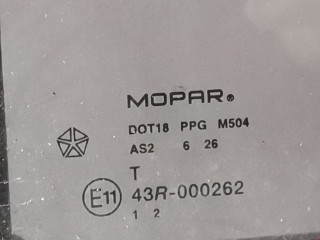 MOPAR®
DOT18 PPG M504
AS2 6 26
T
E11 43R-000262
1 2